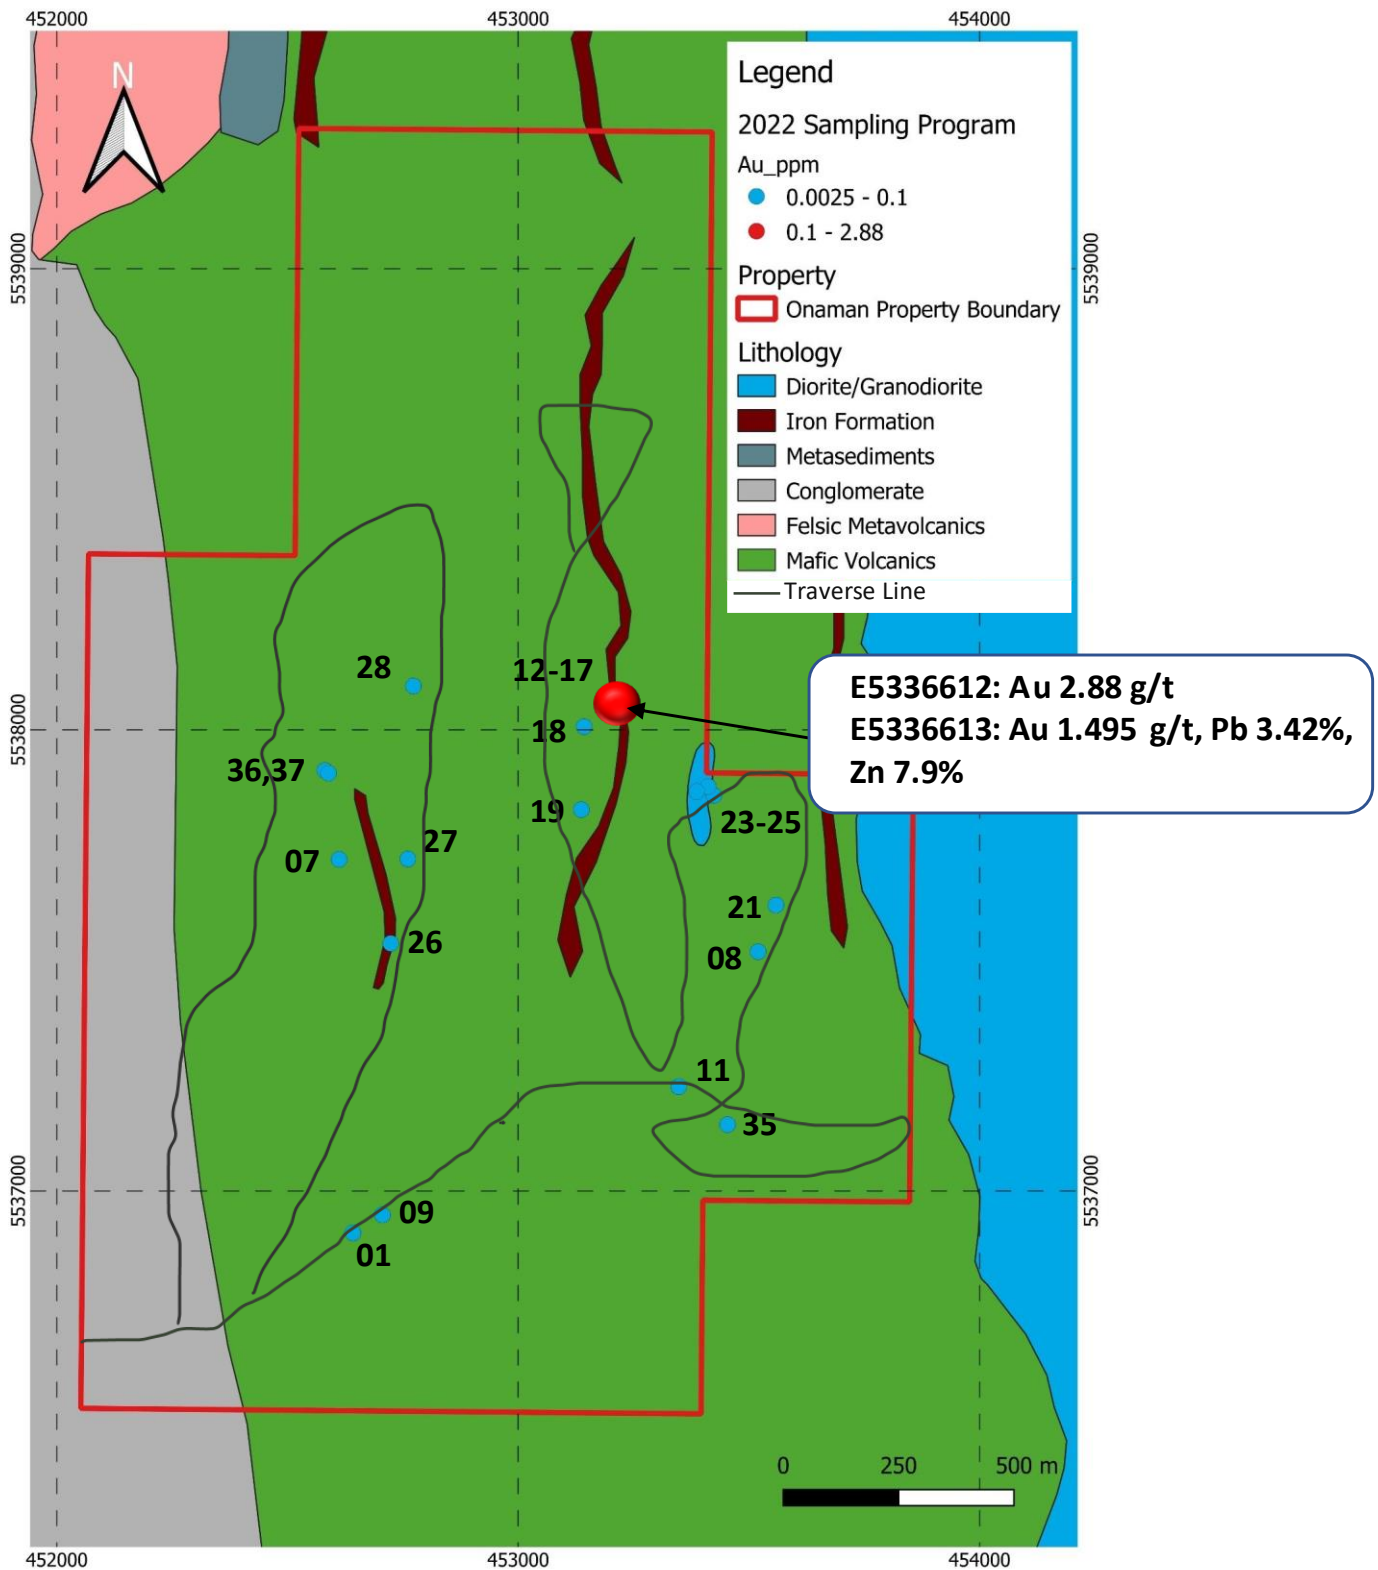 452000
453000
454000
N
Legend
2022 Sampling Program
Au_ppm
0.0025 - 0.1
0.1 - 2.88
Property
Onaman Property Boundary
Lithology
Diorite/Granodiorite
Iron Formation
Metasediments
Conglomerate
Felsic Metavolcanics
Mafic Volcanics
Traverse Line
5539000
5539000
28
12-17
E5336612: Au 2.88 g/t
E5336613: Au 1.495 g/t, Pb 3.42%,
Zn 7.9%
5538000
18
36,37
19
23-25
07
27
21
26
08
11
35
5537000
5537000
09
01
0
250
500 m
452000
453000
454000